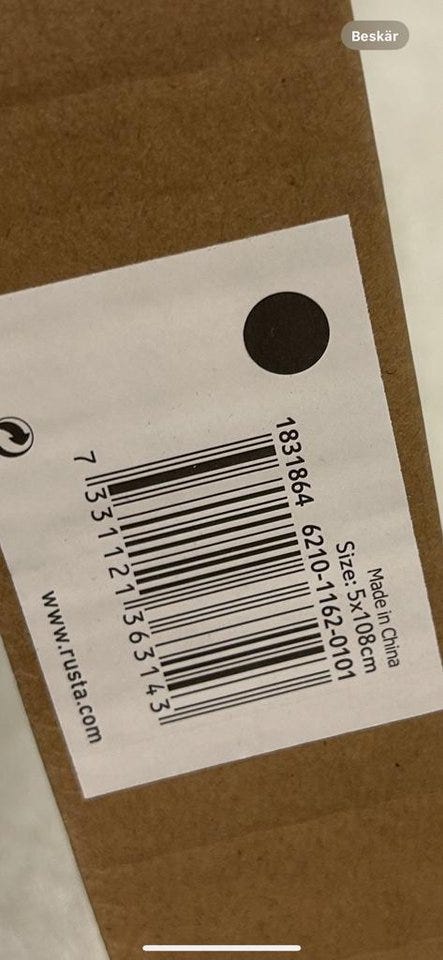 Beskär
Made in China
Size: 5x108cm
1831864 6210-1162-0101
7 331121 363143
www.rusta.com